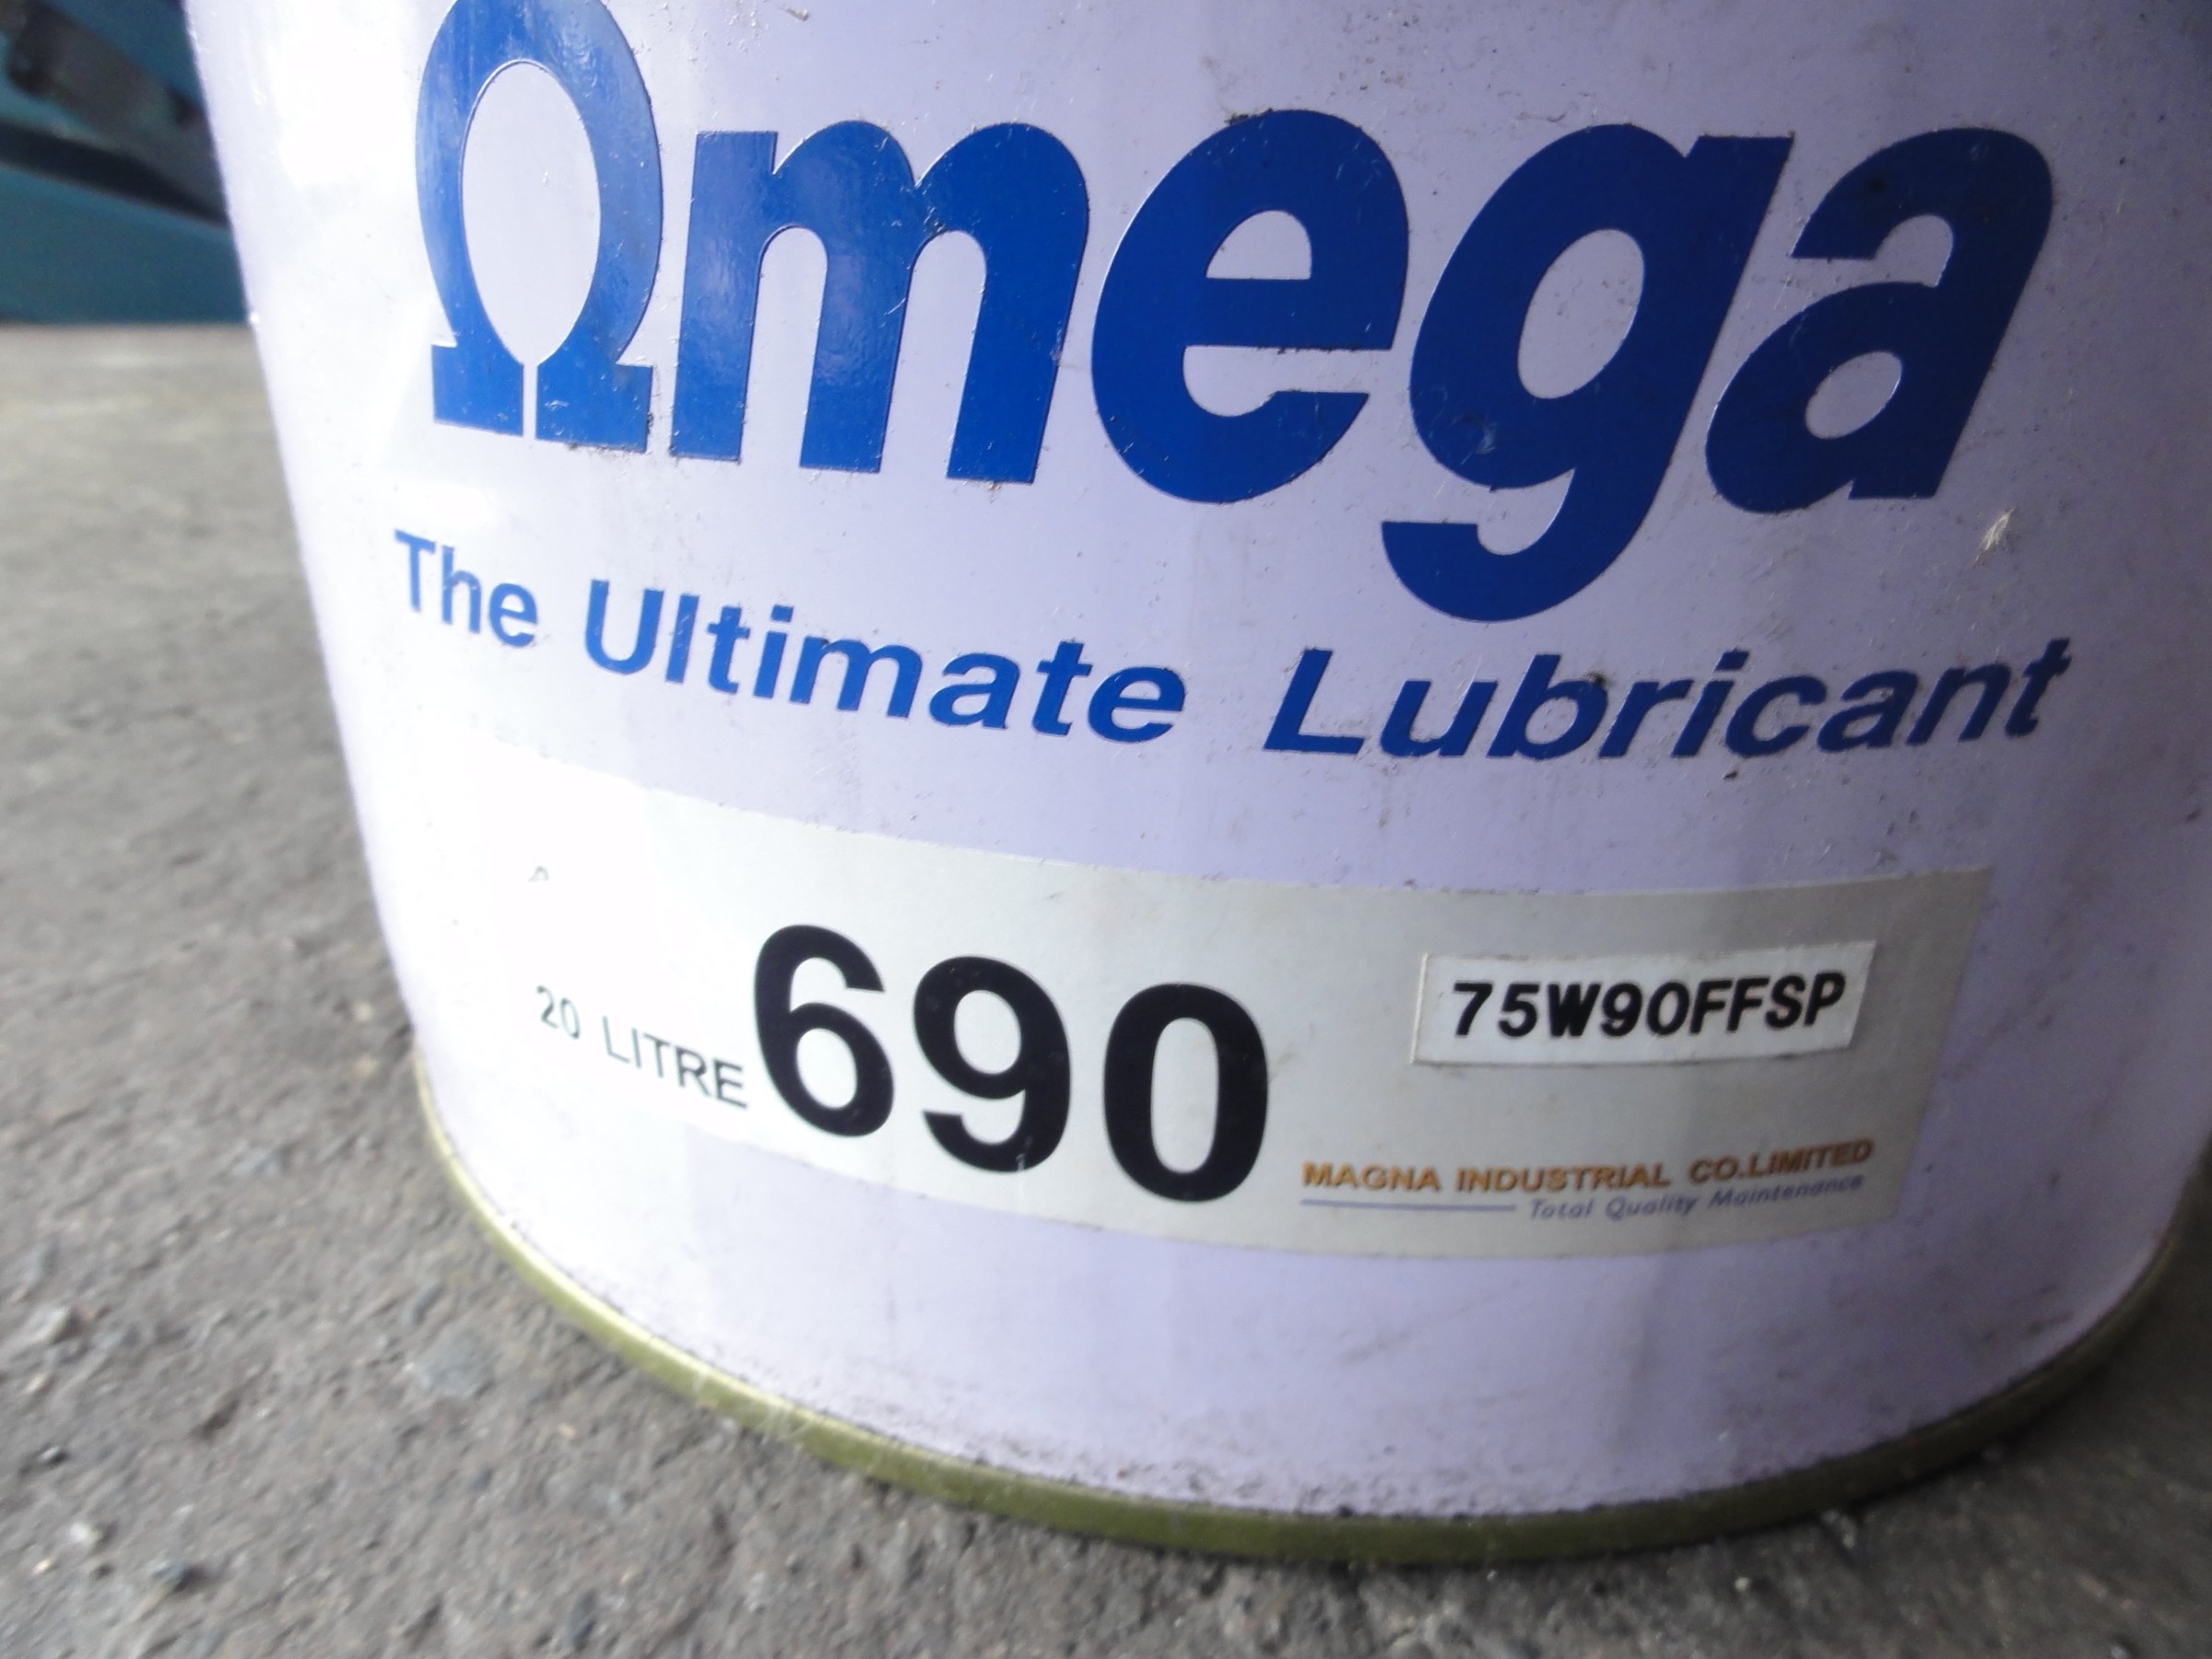 Ωmega
The Ultimate Lubricant
20 LITRE
690
75W90FFSP
MAGNA INDUSTRIAL CO.LIMITED
Total Quality Maintenance